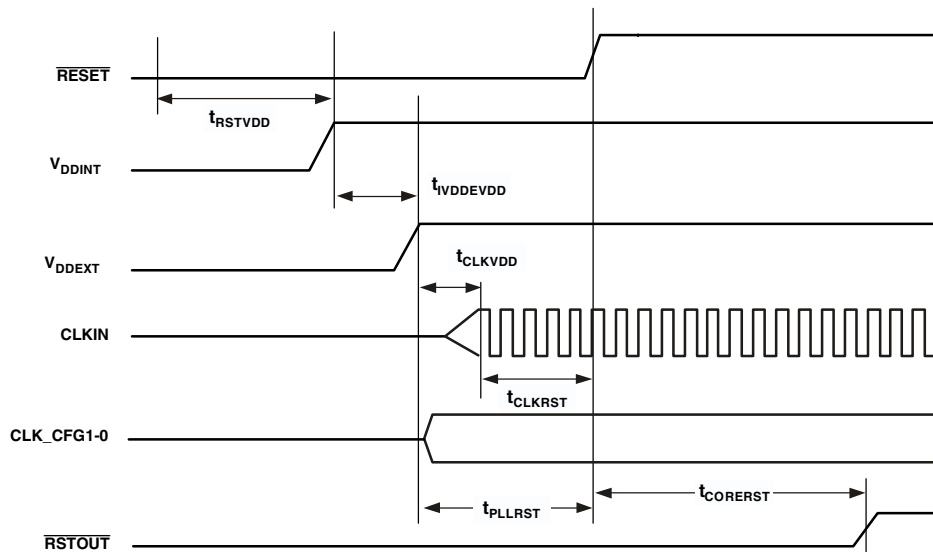 RESET
tRSTVDD
VDDINT
tIVDDEVDD
VDDEXT
tCLKVDD
CLKIN
tCLKRST
CLK_CFG1-0
tPLLRST
tCORERST
RSTOUT